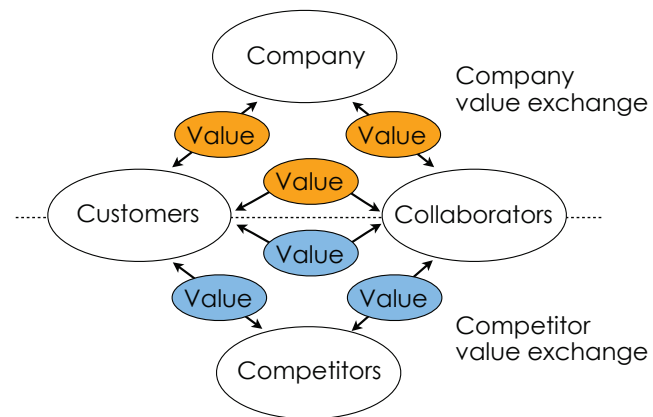 Company
Company
value exchange
Value
Value
Value
Customers
Collaborators
Value
Value
Value
Competitor
value exchange
Competitors